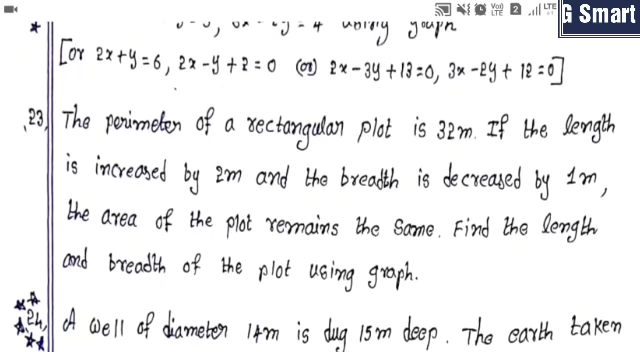 G Smart
using graph
[or 2x+y=6, 2x-y+2=0 (or) 2x-3y+13=0, 3x-2y+12=0]
23, The perimeter of a rectangular plot is 32m. If the length
is increased by 2m and the breadth is decreased by 1m,
the area of the plot remains the same. Find the length
and breadth of the plot using graph.
24, A well of diameter 14m is dug 15m deep. The earth taken